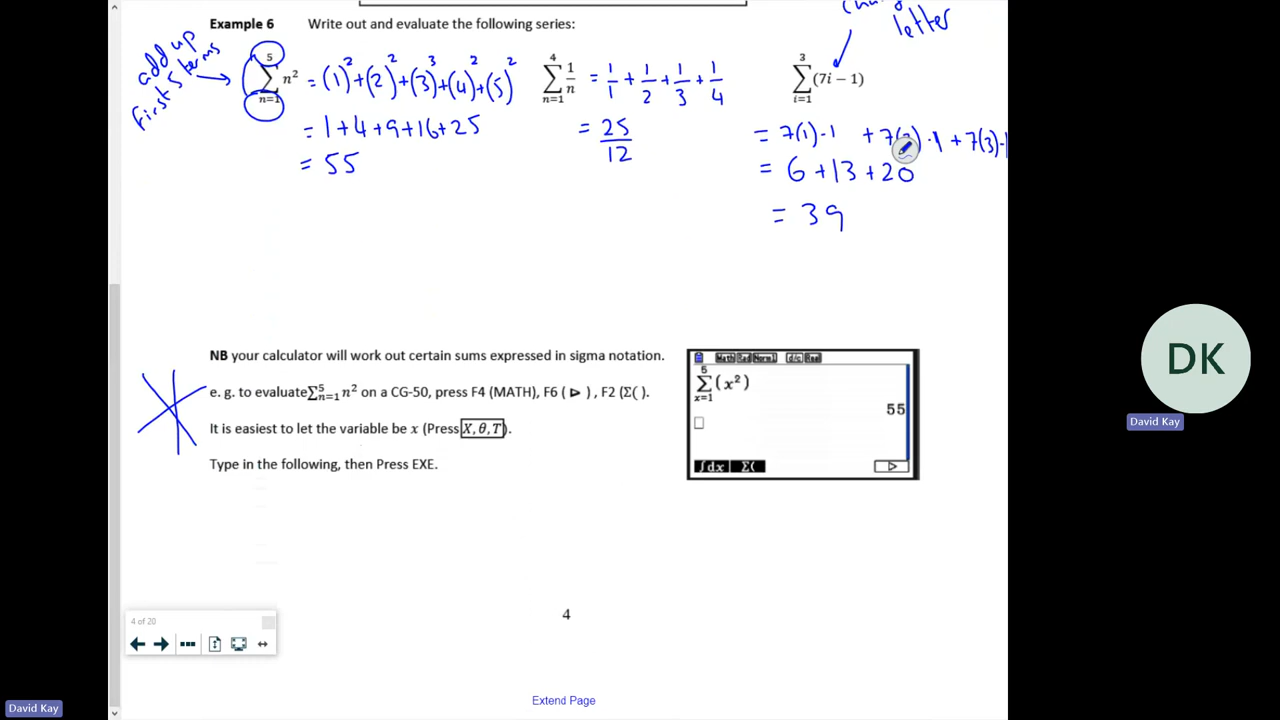 letter
Example 6 Write out and evaluate the following series:
add up
first 5 terms
5 ∑ n=1 n² = (1)² + (2)² + (3)³ + (4)² + (5)²
= 1 + 4 + 9 + 16 + 25
= 55
4 ∑ n=1 1/n = 1/1 + 1/2 + 1/3 + 1/4
= 25/12
3 ∑ i=1 (7i − 1)
= 7(1) - 1 + 7(2) - 1 + 7(3) - 1
= 6 + 13 + 20
= 39
NB your calculator will work out certain sums expressed in sigma notation.
e. g. to evaluate∑⁵ₙ₌₁ n² on a CG-50, press F4 (MATH), F6 ( ▷ ) , F2 (Σ( ).
It is easiest to let the variable be x (Press X, θ, T).
Type in the following, then Press EXE.
Math Rad Norm1 d/c Real
5 ∑ x=1 (x²)
55
∫dx Σ( ▷
4
4 of 20
Extend Page
DK
David Kay
David Kay